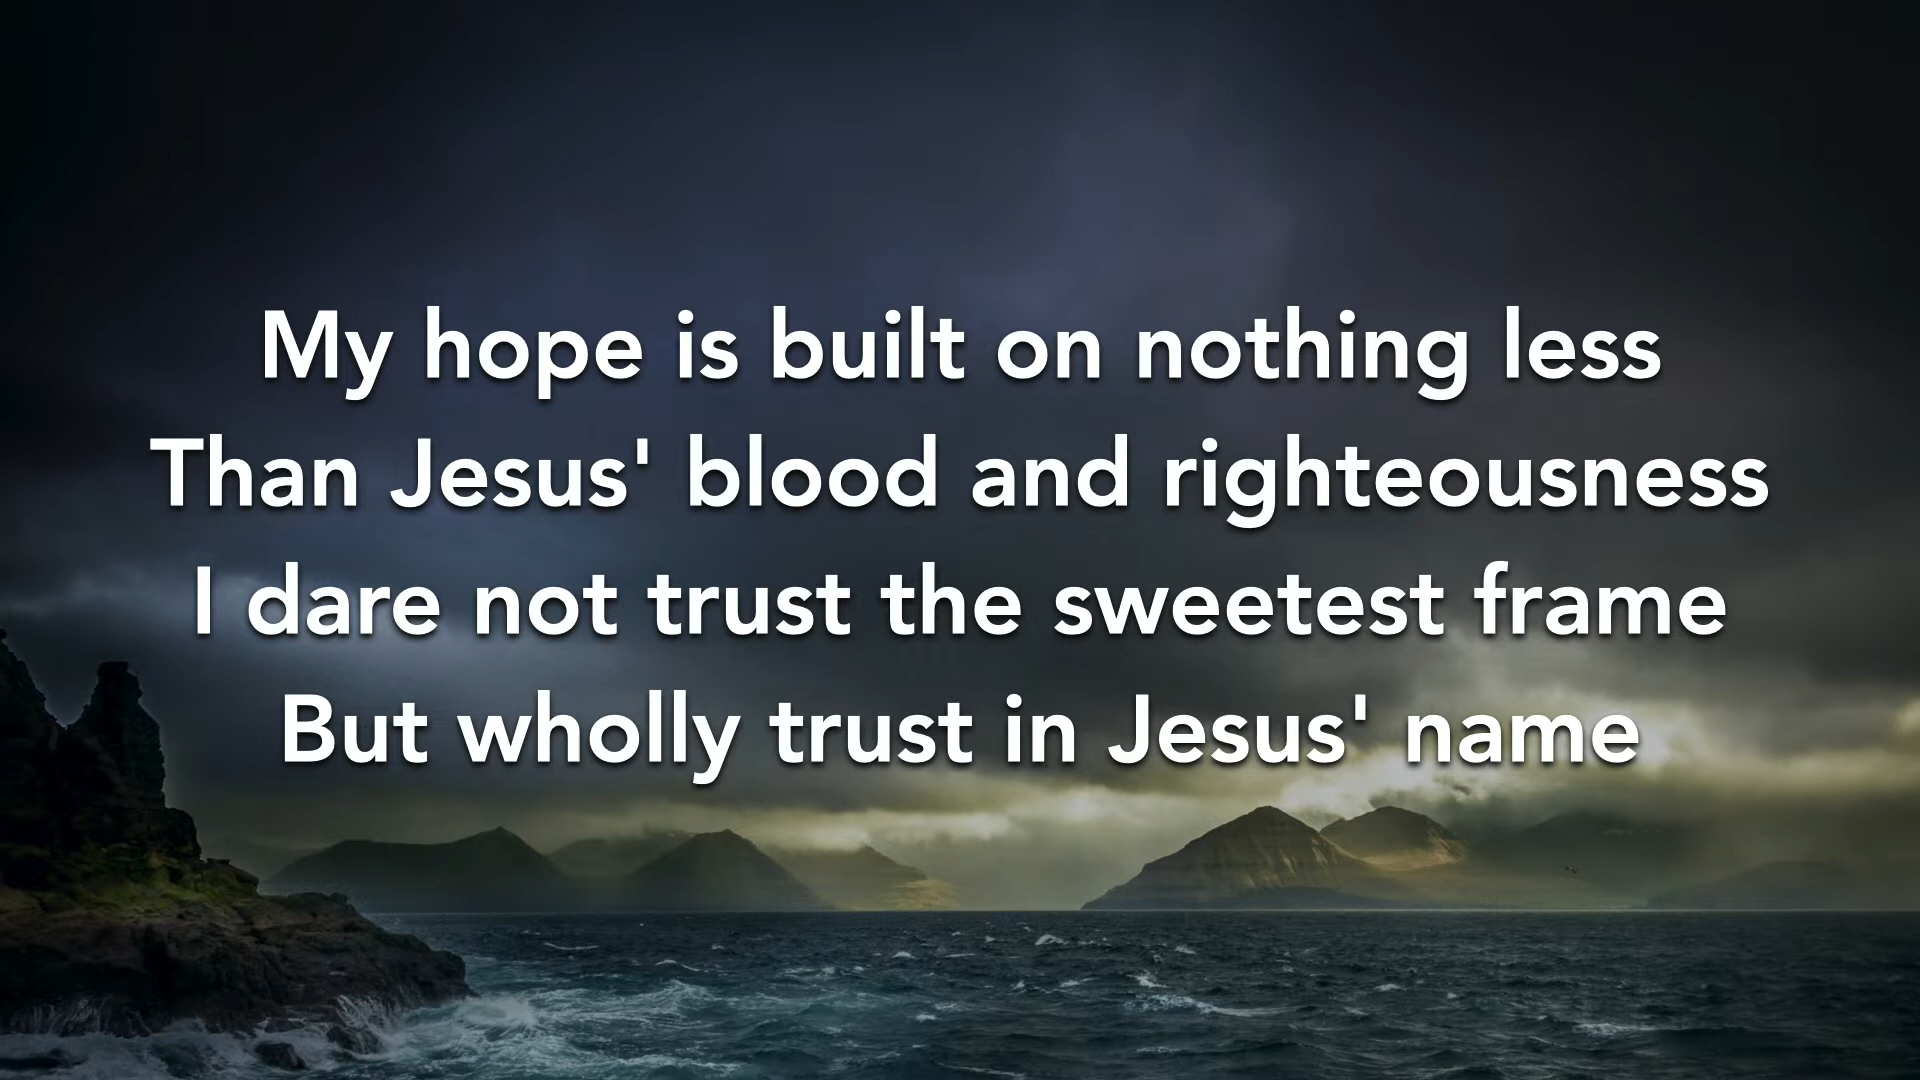 My hope is built on nothing less
Than Jesus' blood and righteousness
I dare not trust the sweetest frame
But wholly trust in Jesus' name